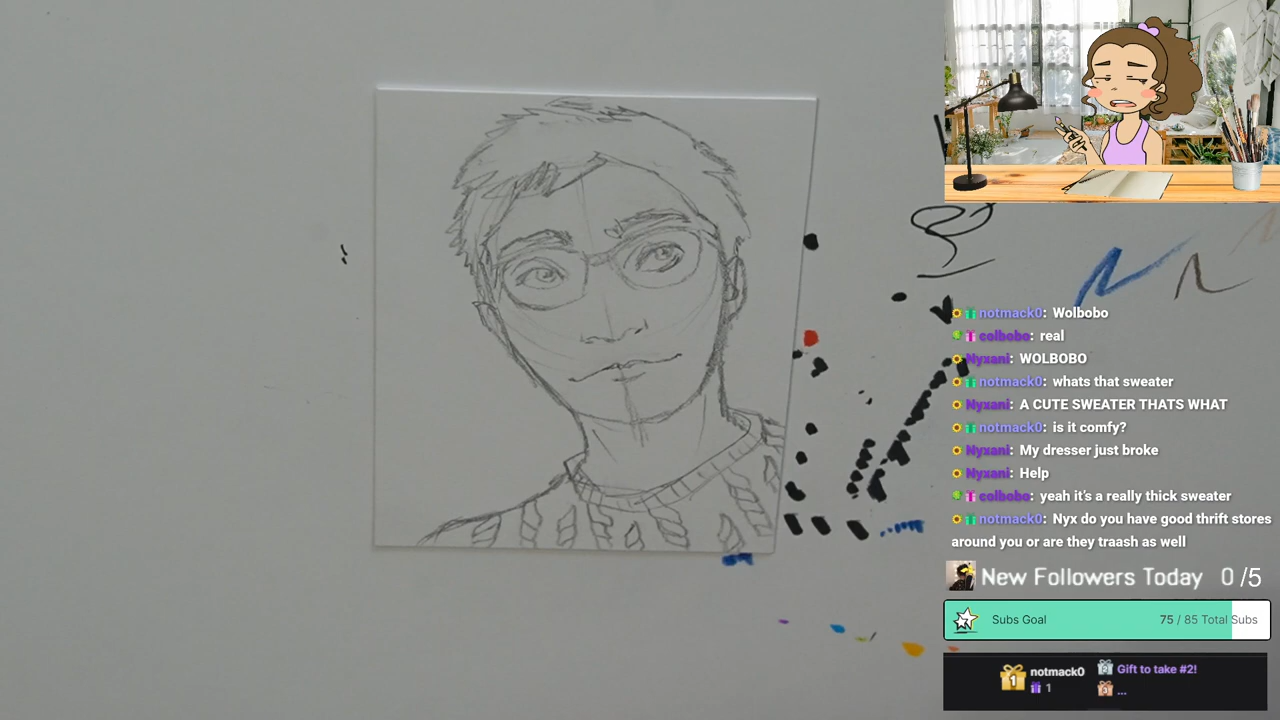 notmack0: Wolbobo
colbobo: real
Nyxani: WOLBOBO
notmack0: whats that sweater
Nyxani: A CUTE SWEATER THATS WHAT
notmack0: is it comfy?
Nyxani: My dresser just broke
Nyxani: Help
colbobo: yeah it's a really thick sweater
notmack0: Nyx do you have good thrift stores
around you or are they traash as well
New Followers Today 0 /5
Subs Goal 75 / 85 Total Subs
1 notmack0 2 Gift to take #2!
1 3 ...